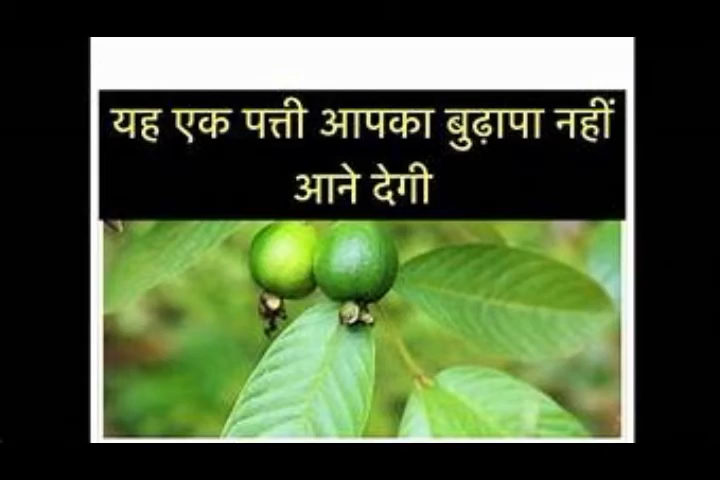 यह एक पत्ती आपका बुढ़ापा नहीं
आने देगी